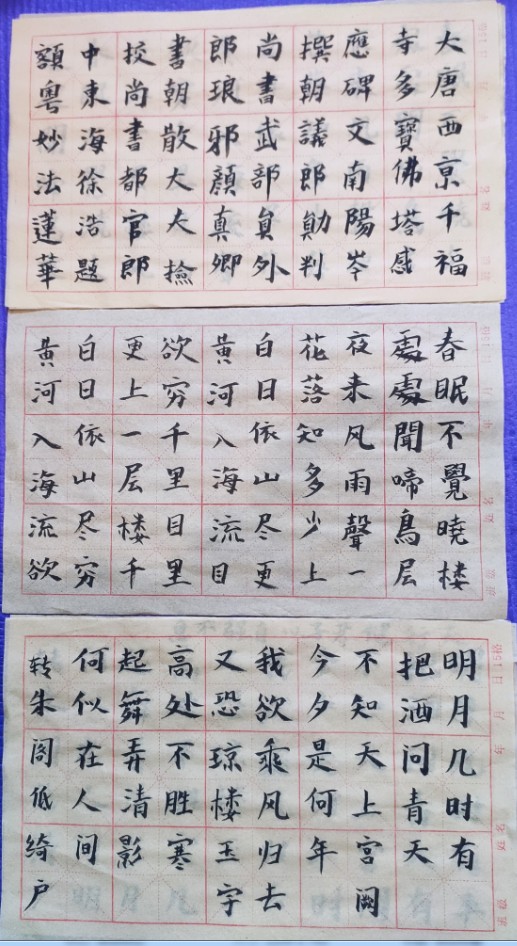 大唐西京千福
寺多寶佛塔感
應碑文南陽岑
撰朝議郎勛判
尚書武部員外
郎琅邪顏真卿
書朝散大夫撿
校尚書都官郎
中東海徐浩題
額粵妙法蓮華
春眠不覺曉楼
處處聞啼鳥层
夜来风雨聲一
花落知多少上
白日依山尽更
黄河入海流目
欲穷千里目里
更上一层楼千
白日依山尽穷
黄河入海流欲
15格 日 月 年 姓名
明月几时有
把酒问青天
不知天上宫阙
今夕是何年
我欲乘风归去
又恐琼楼玉宇
高处不胜寒
起舞弄清影
何似在人间
转朱阁低绮户